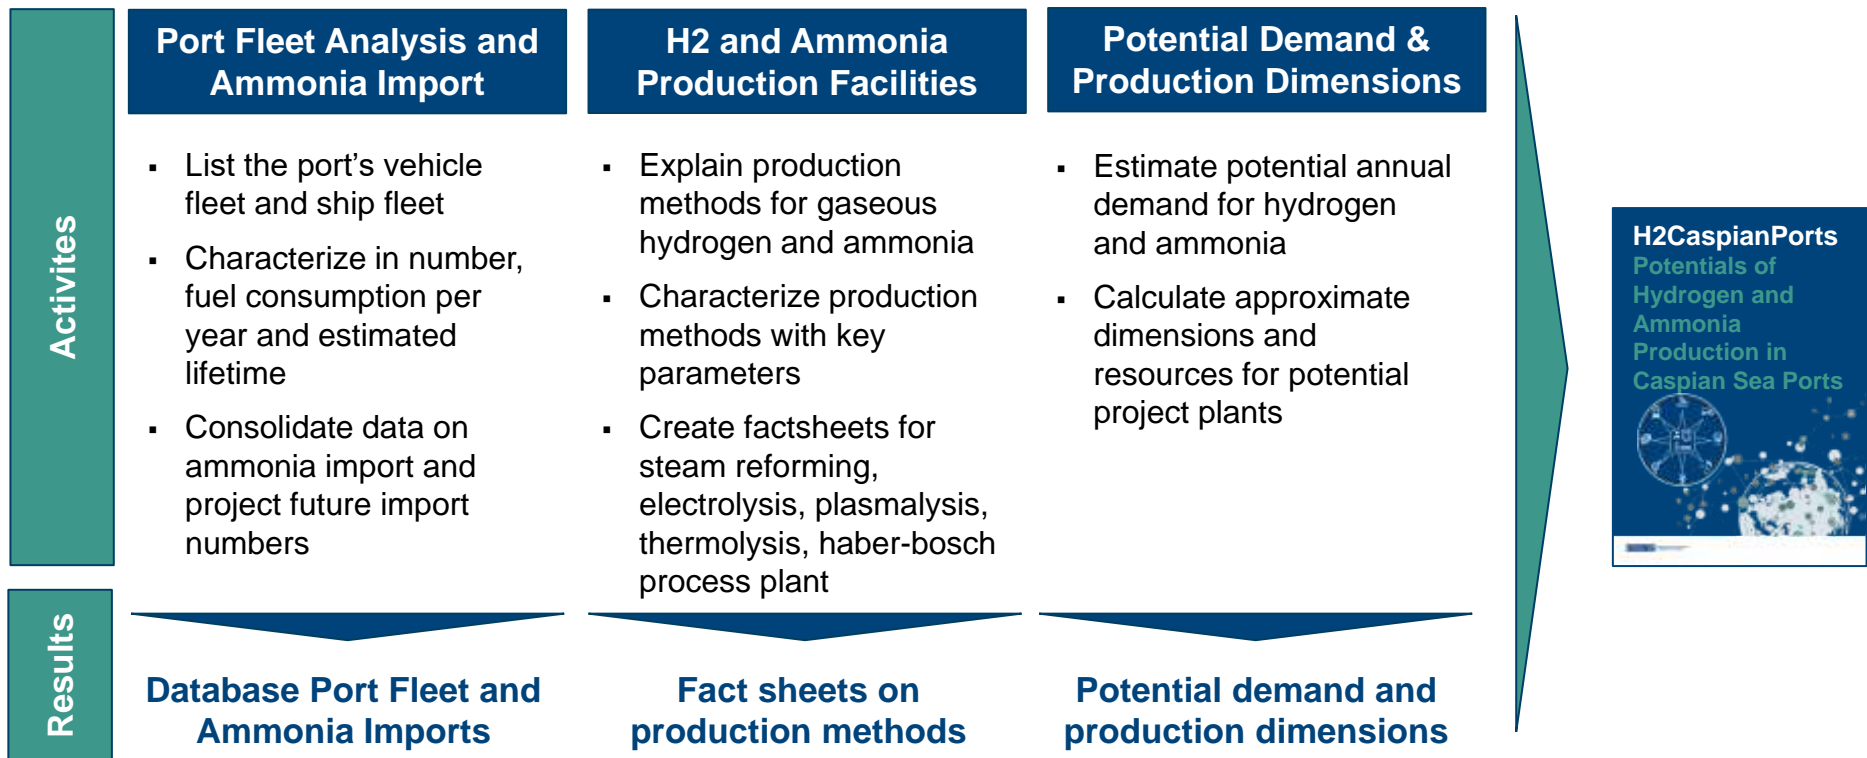 Activites
Port Fleet Analysis and
Ammonia Import
▪ List the port’s vehicle
fleet and ship fleet
▪ Characterize in number,
fuel consumption per
year and estimated
lifetime
▪ Consolidate data on
ammonia import and
project future import
numbers
H2 and Ammonia
Production Facilities
▪ Explain production
methods for gaseous
hydrogen and ammonia
▪ Characterize production
methods with key
parameters
▪ Create factsheets for
steam reforming,
electrolysis, plasmalysis,
thermolysis, haber-bosch
process plant
Potential Demand &
Production Dimensions
▪ Estimate potential annual
demand for hydrogen
and ammonia
▪ Calculate approximate
dimensions and
resources for potential
project plants
Results
Database Port Fleet and
Ammonia Imports
Fact sheets on
production methods
Potential demand and
production dimensions
H2CaspianPorts
Potentials of
Hydrogen and
Ammonia
Production in
Caspian Sea Ports